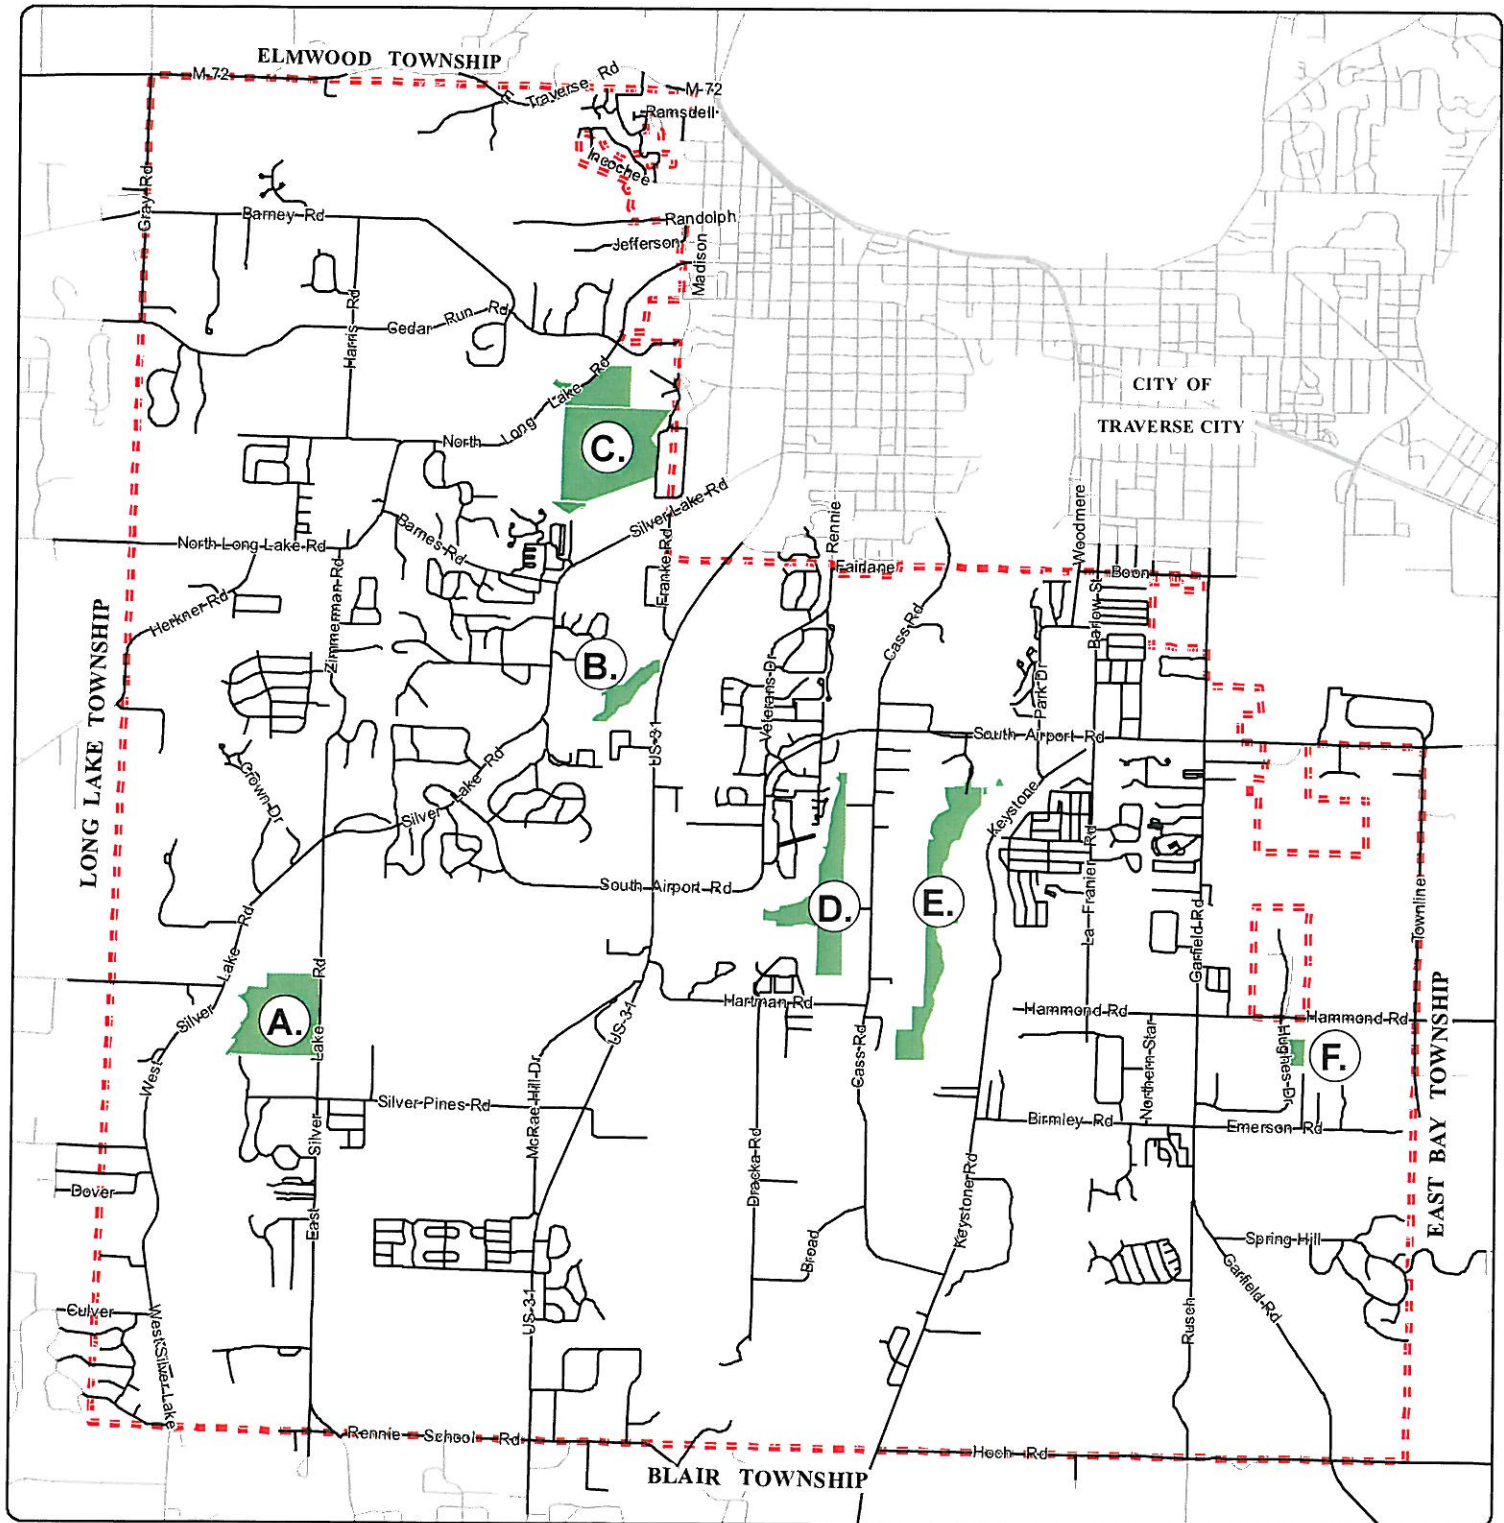 ELMWOOD TOWNSHIP
M-72
E Traverse Rd
M-72
Ramsdell
Incochee
Gray Rd
Barney Rd
Randolph
Jefferson
Madison
Harris Rd
Cedar Run Rd
North Long Lake Rd
CITY OF
TRAVERSE CITY
C.
Silver Lake Rd
Barnes Rd
North Long Lake Rd
Franke Rd
Rennie
Fairlane
Woodmere
Boon
Barlow St
Herkner Rd
Zimmerman Rd
Cass Rd
LONG LAKE TOWNSHIP
B.
Veterans Dr
Park Dr
US-31
South Airport Rd
Crown Dr
Silver Lake Rd
Keystone
La Franier Rd
South Airport Rd
D.
E.
Garfield Rd
Townline
West Silver Lake Rd
A.
East Silver Lake Rd
US-31
Hartman Rd
Hammond Rd
Hammond Rd
Hughes Dr
F.
EAST BAY TOWNSHIP
Cass Rd
Northern Star
McRae Hill Dr
Silver Pines Rd
Birmley Rd
Emerson Rd
Dover
Dracka Rd
Keystone Rd
Broad
Spring Hill
Garfield Rd
Culver
West Silver Lake
US-31
Rusch
Rennie School Rd
Hoch Rd
BLAIR TOWNSHIP